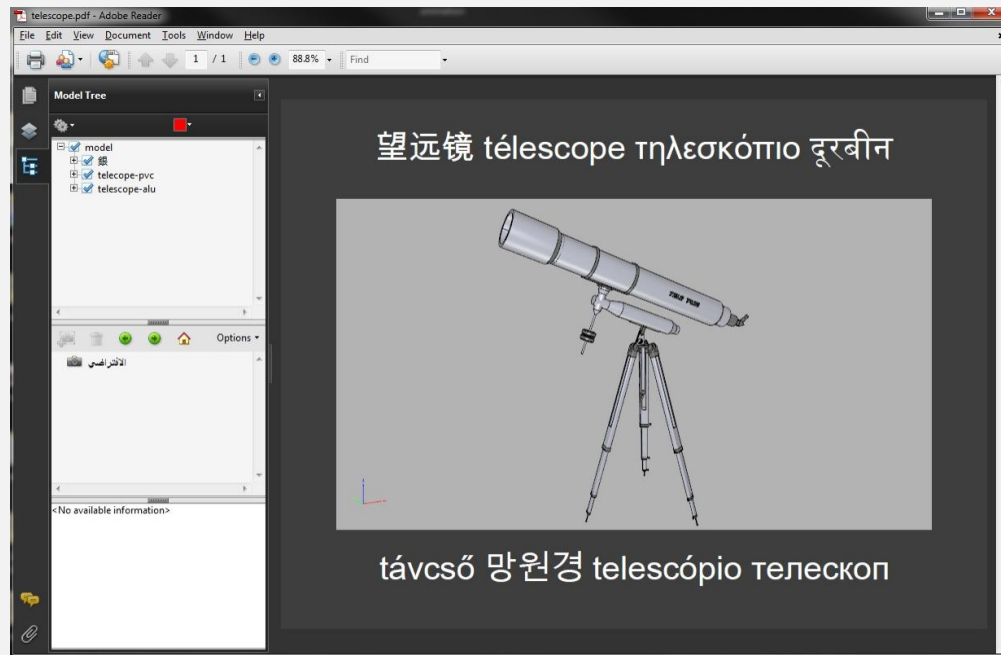 telescope.pdf - Adobe Reader
File Edit View Document Tools Window Help
1 / 1 88.8% Find
Model Tree
model
銀
telecope-pvc
telescope-alu
Options
الافتراضي
<No available information>
望远镜 télescope τηλεσκόπιο दूरबीन
távcső 망원경 telescópio телескоп